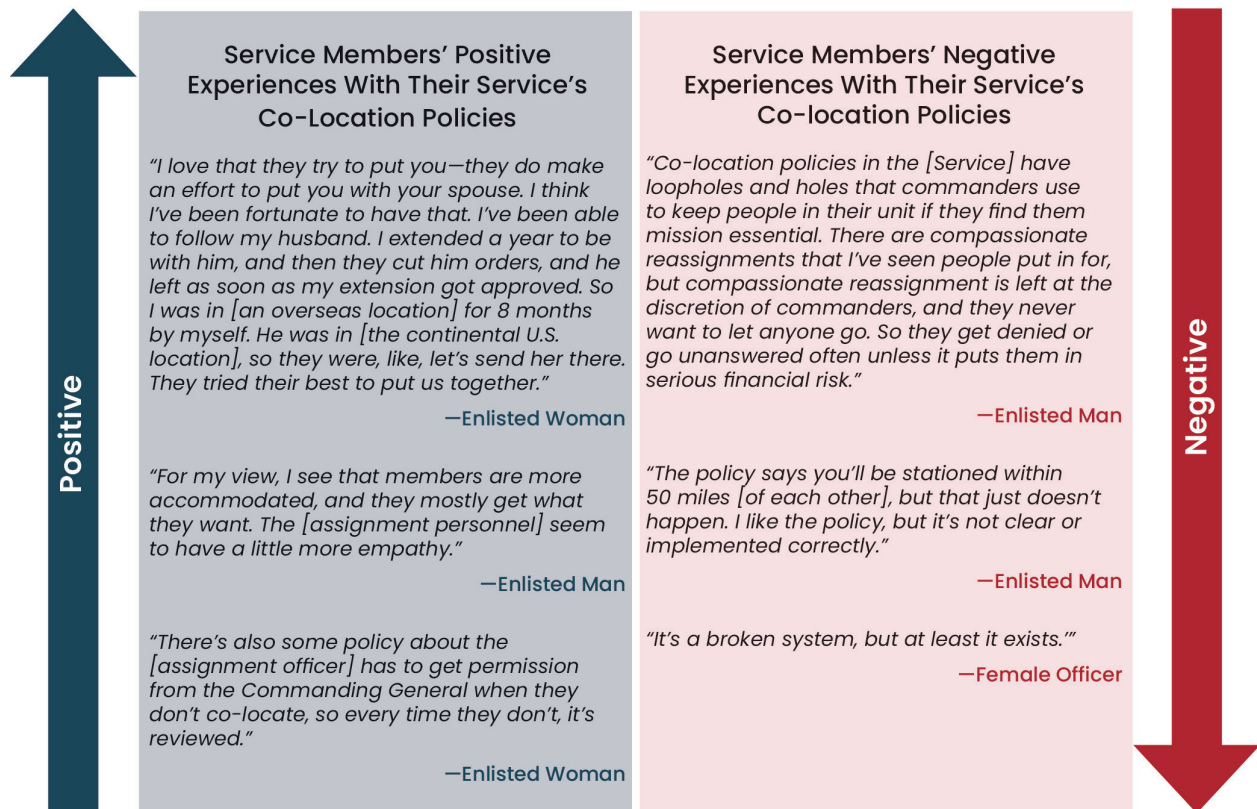 Positive
Service Members’ Positive
Experiences With Their Service’s
Co-Location Policies
“I love that they try to put you—they do make
an effort to put you with your spouse. I think
I’ve been fortunate to have that. I’ve been able
to follow my husband. I extended a year to be
with him, and then they cut him orders, and he
left as soon as my extension got approved. So
I was in [an overseas location] for 8 months
by myself. He was in [the continental U.S.
location], so they were, like, let’s send her there.
They tried their best to put us together.”
—Enlisted Woman
“For my view, I see that members are more
accommodated, and they mostly get what
they want. The [assignment personnel] seem
to have a little more empathy.”
—Enlisted Man
“There’s also some policy about the
[assignment officer] has to get permission
from the Commanding General when they
don’t co-locate, so every time they don’t, it’s
reviewed.”
—Enlisted Woman
Service Members’ Negative
Experiences With Their Service’s
Co-location Policies
“Co-location policies in the [Service] have
loopholes and holes that commanders use
to keep people in their unit if they find them
mission essential. There are compassionate
reassignments that I’ve seen people put in for,
but compassionate reassignment is left at the
discretion of commanders, and they never
want to let anyone go. So they get denied or
go unanswered often unless it puts them in
serious financial risk.”
—Enlisted Man
“The policy says you’ll be stationed within
50 miles [of each other], but that just doesn’t
happen. I like the policy, but it’s not clear or
implemented correctly.”
—Enlisted Man
“It’s a broken system, but at least it exists.’”
—Female Officer
Negative